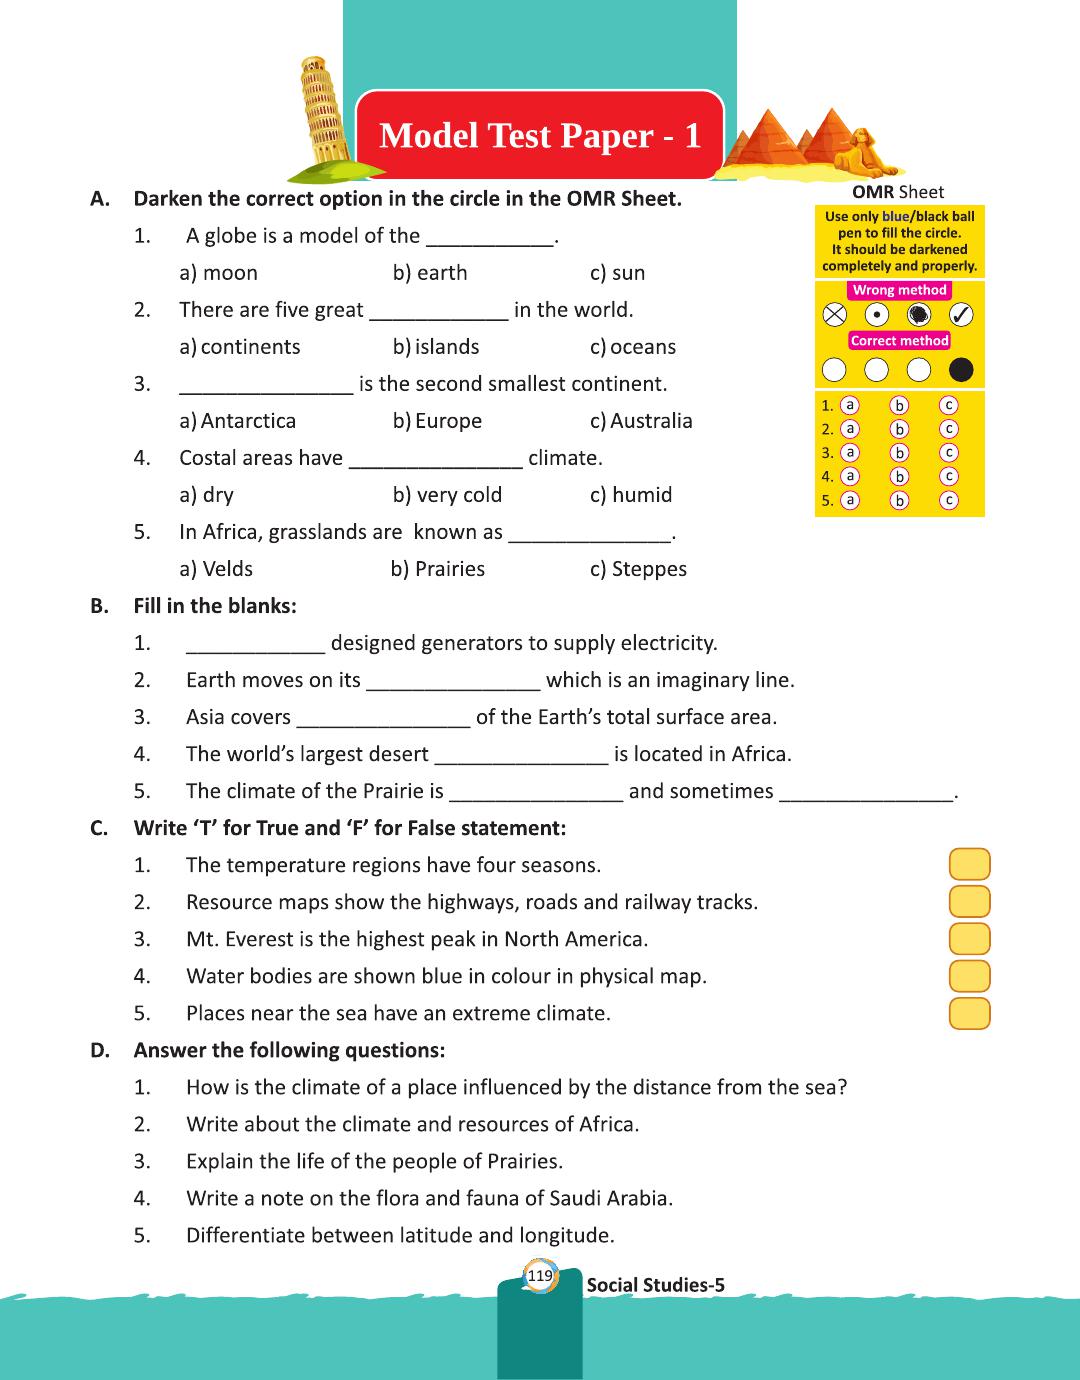 Model Test Paper - 1
A. Darken the correct option in the circle in the OMR Sheet.
1. A globe is a model of the ___________.
a) moon b) earth c) sun
2. There are five great ____________ in the world.
a) continents b) islands c) oceans
3. _______________ is the second smallest continent.
a) Antarctica b) Europe c) Australia
4. Costal areas have _______________ climate.
a) dry b) very cold c) humid
5. In Africa, grasslands are known as ______________.
a) Velds b) Prairies c) Steppes
OMR Sheet
Use only blue/black ball
pen to fill the circle.
It should be darkened
completely and properly.
Wrong method
Correct method
1. a b c
2. a b c
3. a b c
4. a b c
5. a b c
B. Fill in the blanks:
1. ____________ designed generators to supply electricity.
2. Earth moves on its _______________ which is an imaginary line.
3. Asia covers _______________ of the Earth's total surface area.
4. The world's largest desert _______________ is located in Africa.
5. The climate of the Prairie is _______________ and sometimes _______________.
C. Write 'T' for True and 'F' for False statement:
1. The temperature regions have four seasons.
2. Resource maps show the highways, roads and railway tracks.
3. Mt. Everest is the highest peak in North America.
4. Water bodies are shown blue in colour in physical map.
5. Places near the sea have an extreme climate.
D. Answer the following questions:
1. How is the climate of a place influenced by the distance from the sea?
2. Write about the climate and resources of Africa.
3. Explain the life of the people of Prairies.
4. Write a note on the flora and fauna of Saudi Arabia.
5. Differentiate between latitude and longitude.
119
Social Studies-5